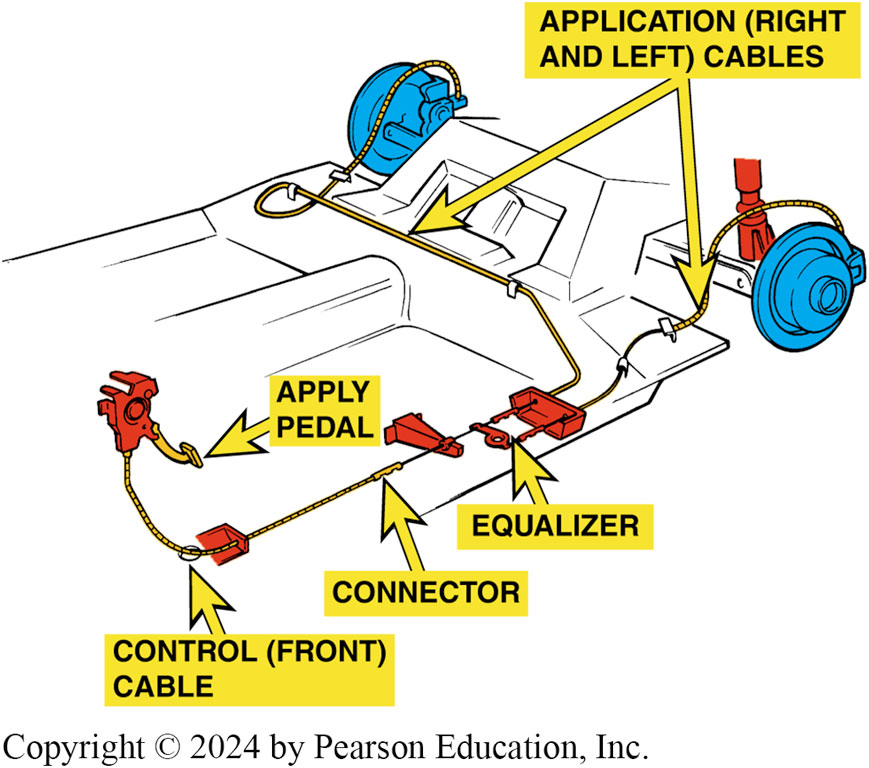 APPLICATION (RIGHT
AND LEFT) CABLES
APPLY
PEDAL
EQUALIZER
CONNECTOR
CONTROL (FRONT)
CABLE
Copyright © 2024 by Pearson Education, Inc.